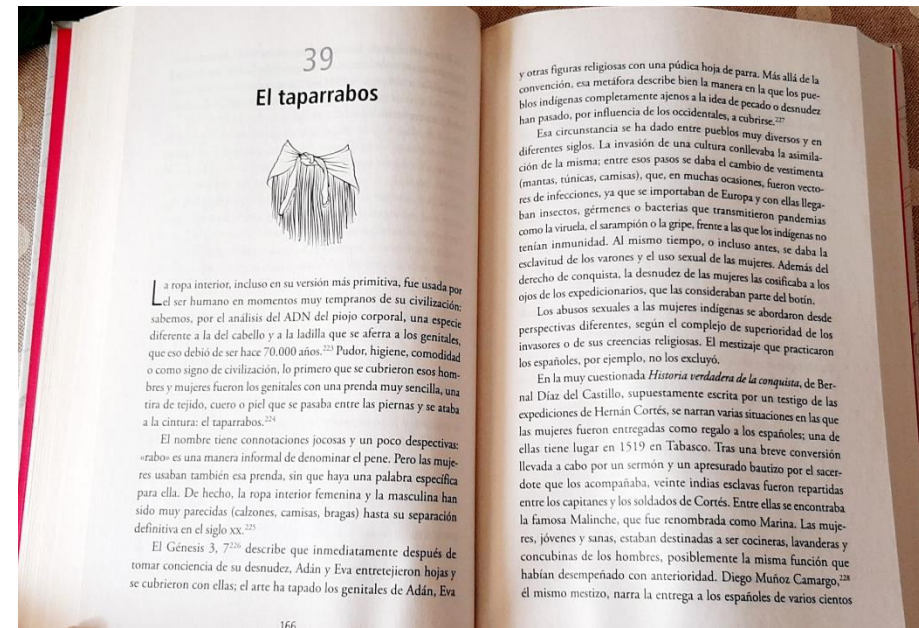 39
El taparrabos
La ropa interior, incluso en su versión más primitiva, fue usada por
el ser humano en momentos muy tempranos de su civilización:
sabemos, por el análisis del ADN del piojo corporal, una especie
diferente a la del cabello y a la ladilla que se aferra a los genitales,
que eso debió de ser hace 70.000 años.223 Pudor, higiene, comodidad
o como signo de civilización, lo primero que se cubrieron esos hom-
bres y mujeres fueron los genitales con una prenda muy sencilla, una
tira de tejido, cuero o piel que se pasaba entre las piernas y se ataba
a la cintura: el taparrabos.224
El nombre tiene connotaciones jocosas y un poco despectivas:
«rabo» es una manera informal de denominar el pene. Pero las muje-
res usaban también esa prenda, sin que haya una palabra específica
para ella. De hecho, la ropa interior femenina y la masculina han
sido muy parecidas (calzones, camisas, bragas) hasta su separación
definitiva en el siglo XX.225
El Génesis 3, 7226 describe que inmediatamente después de
tomar conciencia de su desnudez, Adán y Eva entretejieron hojas y
se cubrieron con ellas; el arte ha tapado los genitales de Adán, Eva
166
y otras figuras religiosas con una púdica hoja de parra. Más allá de la
convención, esa metáfora describe bien la manera en la que los pue-
blos indígenas completamente ajenos a la idea de pecado o desnudez
han pasado, por influencia de los occidentales, a cubrirse.227
Esa circunstancia se ha dado entre pueblos muy diversos y en
diferentes siglos. La invasión de una cultura conllevaba la asimila-
ción de la misma; entre esos pasos se daba el cambio de vestimenta
(mantas, túnicas, camisas), que, en muchas ocasiones, fueron vecto-
res de infecciones, ya que se importaban de Europa y con ellas llega-
ban insectos, gérmenes o bacterias que transmitieron pandemias
como la viruela, el sarampión o la gripe, frente a las que los indígenas no
tenían inmunidad. Al mismo tiempo, o incluso antes, se daba la
esclavitud de los varones y el uso sexual de las mujeres. Además del
derecho de conquista, la desnudez de las mujeres las cosificaba a los
ojos de los expedicionarios, que las consideraban parte del botín.
Los abusos sexuales a las mujeres indígenas se abordaron desde
perspectivas diferentes, según el complejo de superioridad de los
invasores o de sus creencias religiosas. El mestizaje que practicaron
los españoles, por ejemplo, no los excluyó.
En la muy cuestionada Historia verdadera de la conquista, de Ber-
nal Díaz del Castillo, supuestamente escrita por un testigo de las
expediciones de Hernán Cortés, se narran varias situaciones en las que
las mujeres fueron entregadas como regalo a los españoles; una de
ellas tiene lugar en 1519 en Tabasco. Tras una breve conversión
llevada a cabo por un sermón y un apresurado bautizo por el sacer-
dote que los acompañaba, veinte indias esclavas fueron repartidas
entre los capitanes y los soldados de Cortés. Entre ellas se encontraba
la famosa Malinche, que fue renombrada como Marina. Las muje-
res, jóvenes y sanas, estaban destinadas a ser cocineras, lavanderas y
concubinas de los hombres, posiblemente la misma función que
habían desempeñado con anterioridad. Diego Muñoz Camargo,228
él mismo mestizo, narra la entrega a los españoles de varios cientos